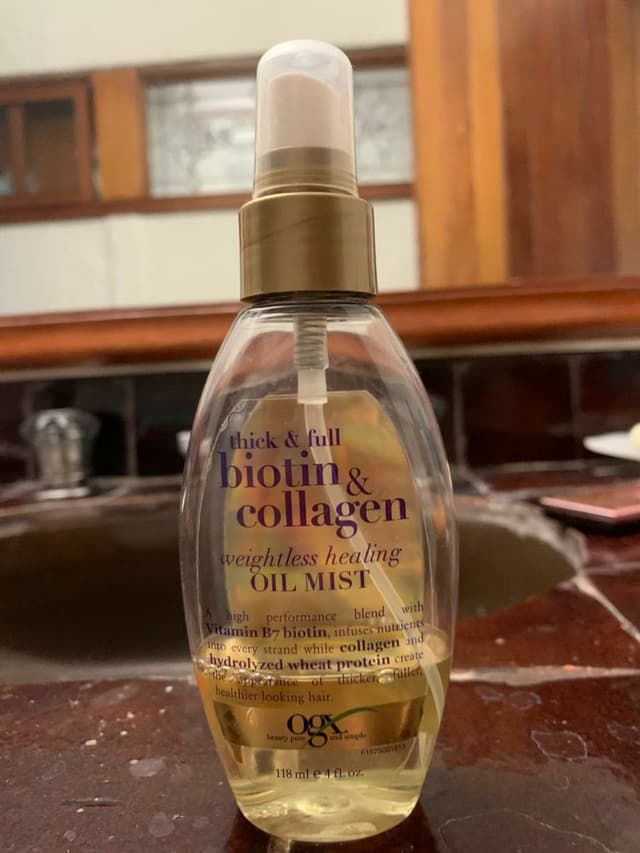 thick & full
biotin &
collagen
weightless healing
OIL MIST
A high performance blend with
Vitamin B7 biotin, infuses nutrients
into every strand while collagen and
hydrolyzed wheat protein create
the appearance of thicker, fuller,
healthier looking hair.
ogx
beauty pure and simple
118 ml e 4 fl. oz.